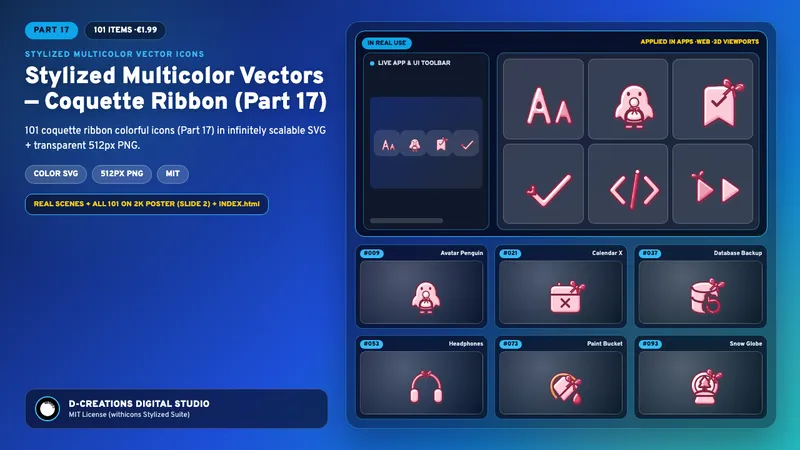 PART 17
101 ITEMS · €1.99
STYLIZED MULTICOLOR VECTOR ICONS
Stylized Multicolor Vectors
— Coquette Ribbon (Part 17)
101 coquette ribbon colorful icons (Part 17) in infinitely scalable SVG
+ transparent 512px PNG.
COLOR SVG
512PX PNG
MIT
REAL SCENES + ALL 101 ON 2K POSTER (SLIDE 2) + INDEX.html
D-CREATIONS DIGITAL STUDIO
MIT License (withicons Stylized Suite)
IN REAL USE
APPLIED IN APPS · WEB · 3D VIEWPORTS
LIVE APP & UI TOOLBAR
#009
Avatar Penguin
#021
Calendar X
#037
Database Backup
#053
Headphones
#073
Paint Bucket
#093
Snow Globe